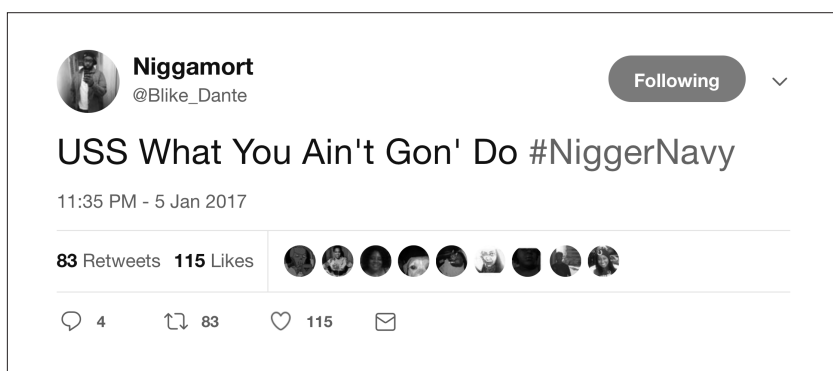 Niggamort
@Blike_Dante
Following
USS What You Ain't Gon' Do #NiggerNavy
11:35 PM - 5 Jan 2017
83 Retweets 115 Likes
4 83 115